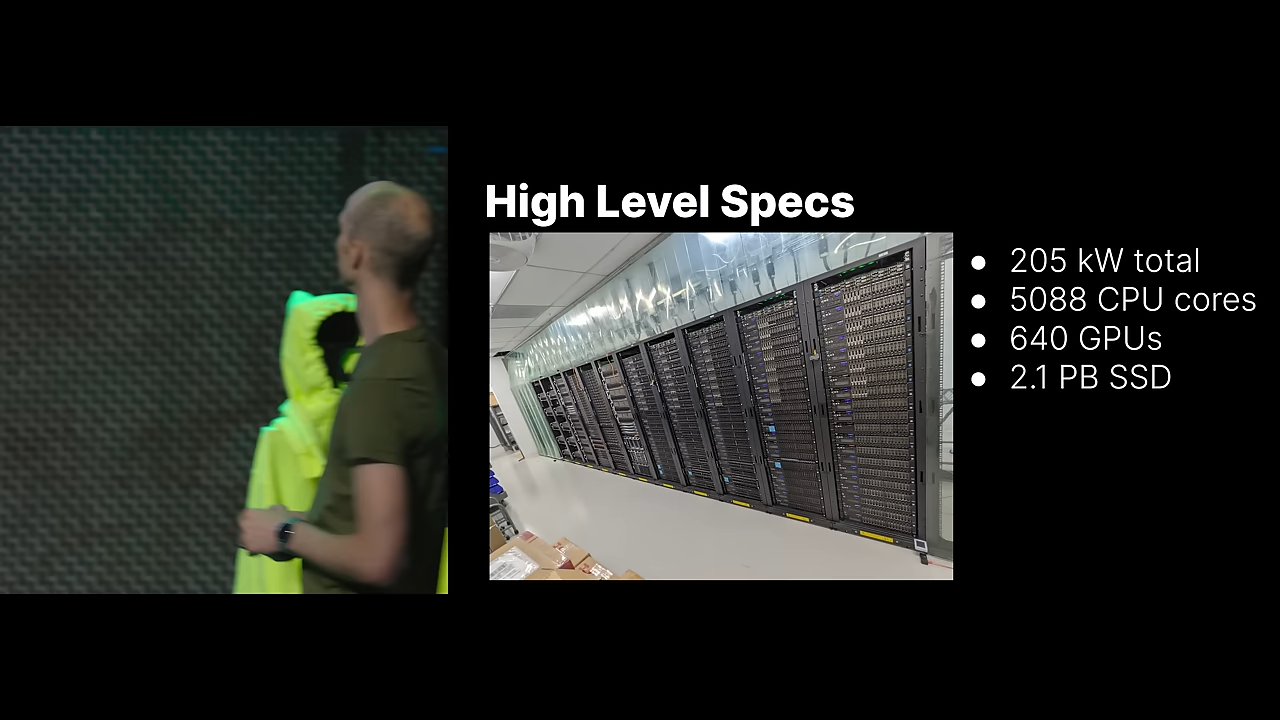 High Level Specs
● 205 kW total
● 5088 CPU cores
● 640 GPUs
● 2.1 PB SSD